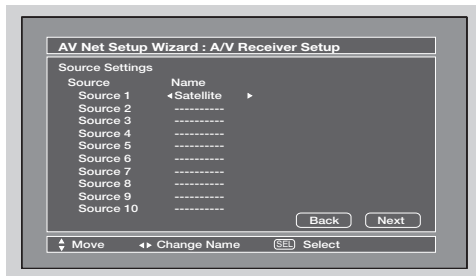 AV Net Setup Wizard : A/V Receiver Setup
Source Settings
Source Name
Source 1 ◂Satellite ▸
Source 2 ----------
Source 3 ----------
Source 4 ----------
Source 5 ----------
Source 6 ----------
Source 7 ----------
Source 8 ----------
Source 9 ----------
Source 10 ----------
Back Next
Move ◂▸ Change Name SEL Select